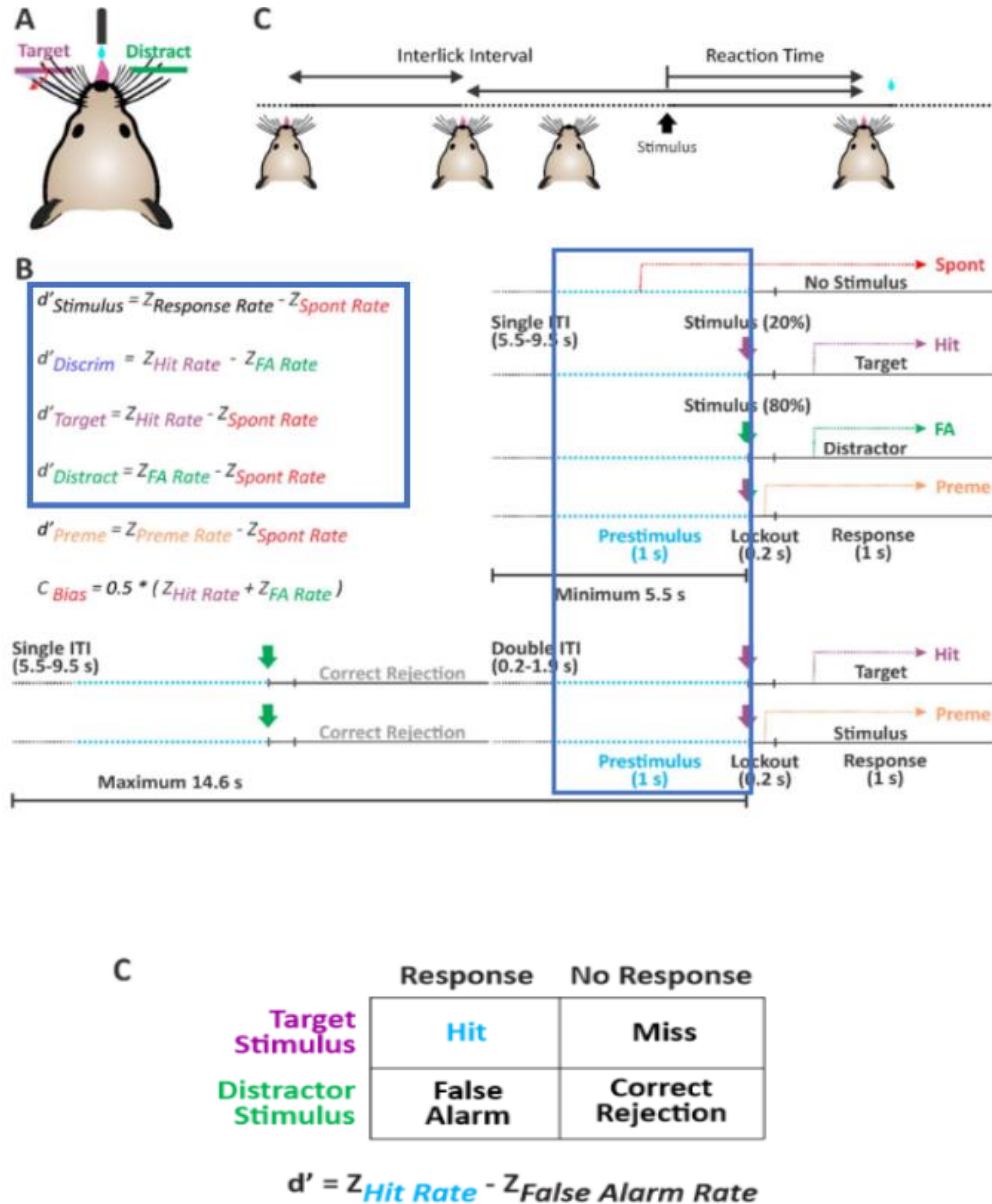 A
Target
Distract
C
Interlick Interval
Reaction Time
Stimulus
B
d'Stimulus = ZResponse Rate - ZSpont Rate
d'Discrim = ZHit Rate - ZFA Rate
d'Target = ZHit Rate - ZSpont Rate
d'Distract = ZFA Rate - ZSpont Rate
d'Preme = ZPreme Rate - ZSpont Rate
C Bias = 0.5 * ( ZHit Rate + ZFA Rate )
Spont
No Stimulus
Single ITI
(5.5-9.5 s)
Stimulus (20%)
Hit
Target
Stimulus (80%)
FA
Distractor
Preme
Prestimulus
(1 s)
Lockout
(0.2 s)
Response
(1 s)
Minimum 5.5 s
Single ITI
(5.5-9.5 s)
Correct Rejection
Correct Rejection
Double ITI
(0.2-1.9 s)
Hit
Target
Preme
Stimulus
Prestimulus
(1 s)
Lockout
(0.2 s)
Response
(1 s)
Maximum 14.6 s
C
Response No Response
Target
Stimulus
Hit
Miss
Distractor
Stimulus
False
Alarm
Correct
Rejection
d' = ZHit Rate - ZFalse Alarm Rate